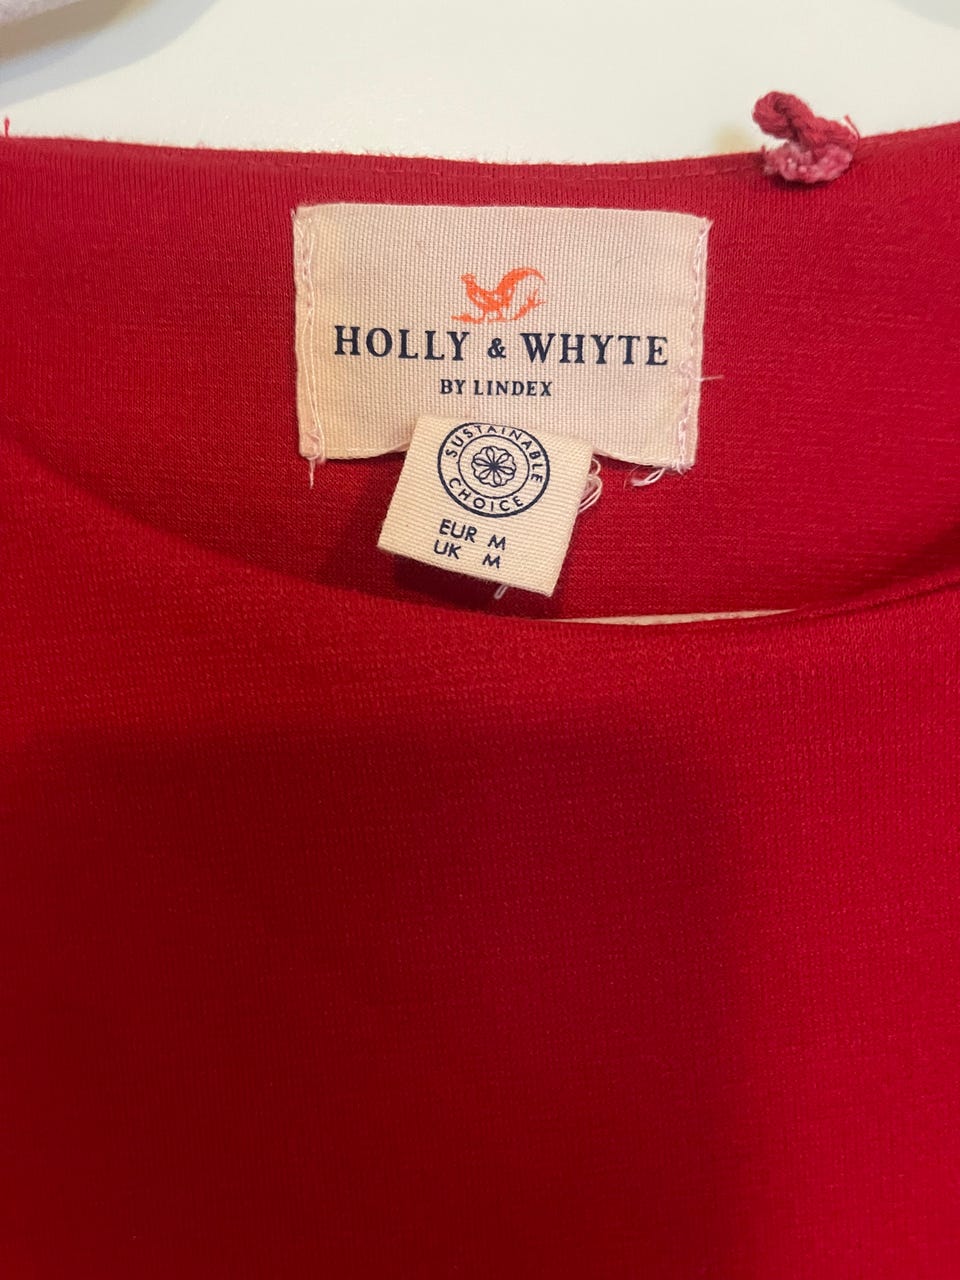 HOLLY & WHYTE
BY LINDEX
SUSTAINABLE
CHOICE
EUR M
UK M